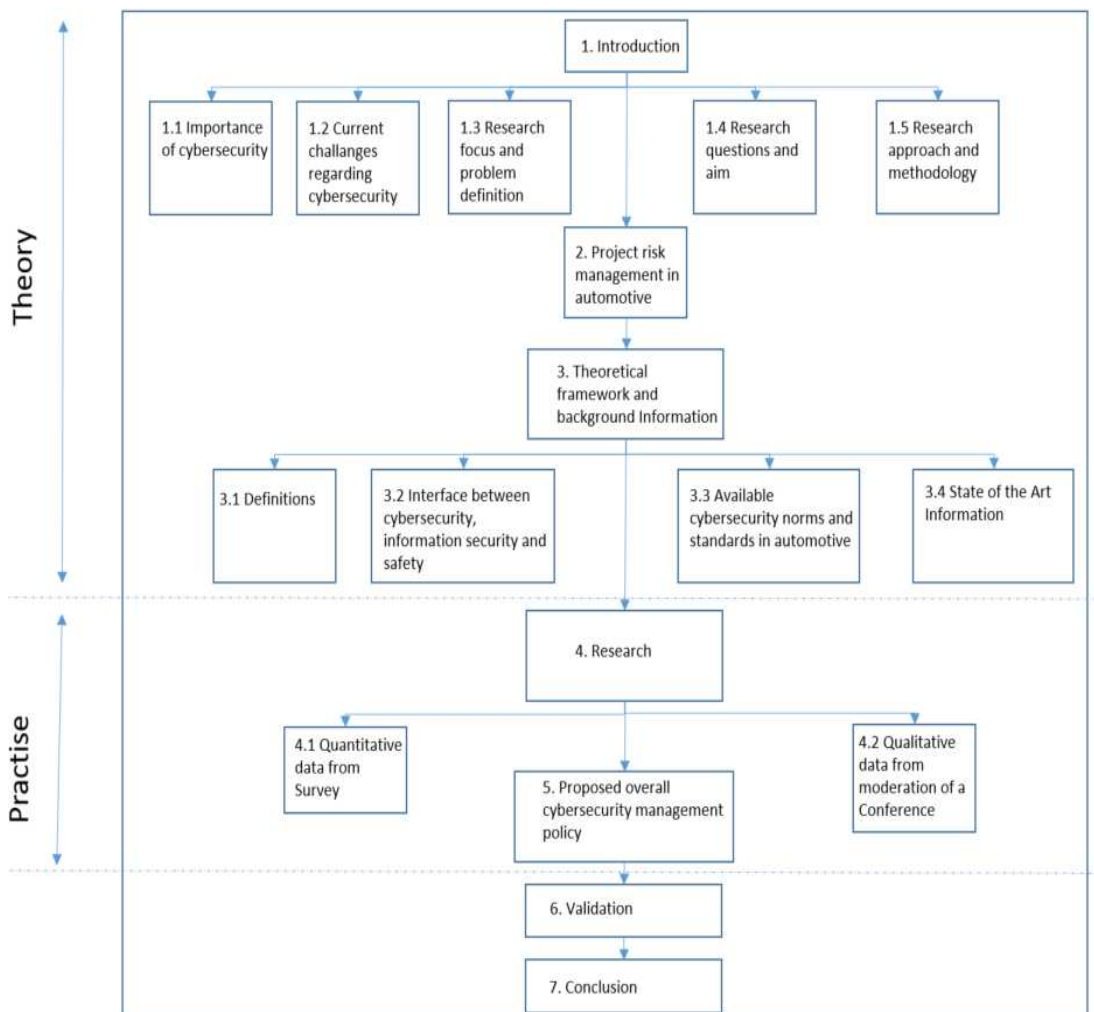 1. Introduction
1.1 Importance
of cybersecurity
1.2 Current
challanges
regarding
cybersecurity
1.3 Research
focus and
problem
definition
1.4 Research
questions and
aim
1.5 Research
approach and
methodology
Theory
2. Project risk
management in
automotive
3. Theoretical
framework and
background Information
3.1 Definitions
3.2 Interface between
cybersecurity,
information security and
safety
3.3 Available
cybersecurity norms and
standards in automotive
3.4 State of the Art
Information
Practise
4. Research
4.1 Quantitative
data from
Survey
5. Proposed overall
cybersecurity management
policy
4.2 Qualitative
data from
moderation of a
Conference
6. Validation
7. Conclusion